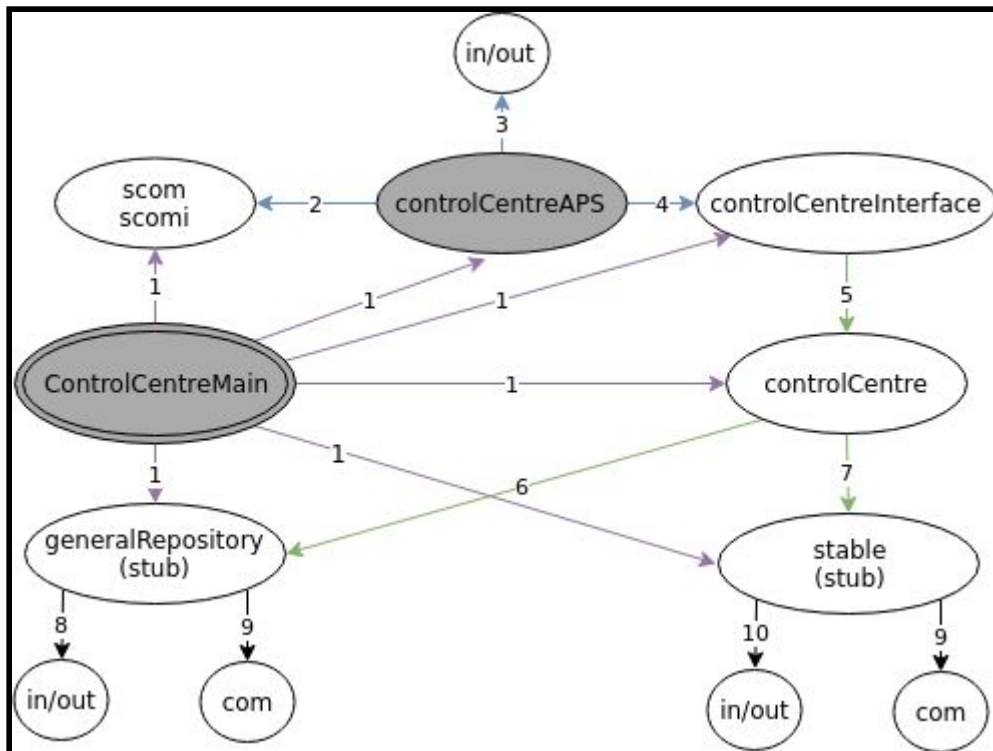 in/out
3
scom
scomi
2
controlCentreAPS
4
controlCentreInterface
1
1
1
5
ControlCentreMain
1
controlCentre
1
1
6
7
generalRepository
(stub)
stable
(stub)
8
9
10
9
in/out
com
in/out
com